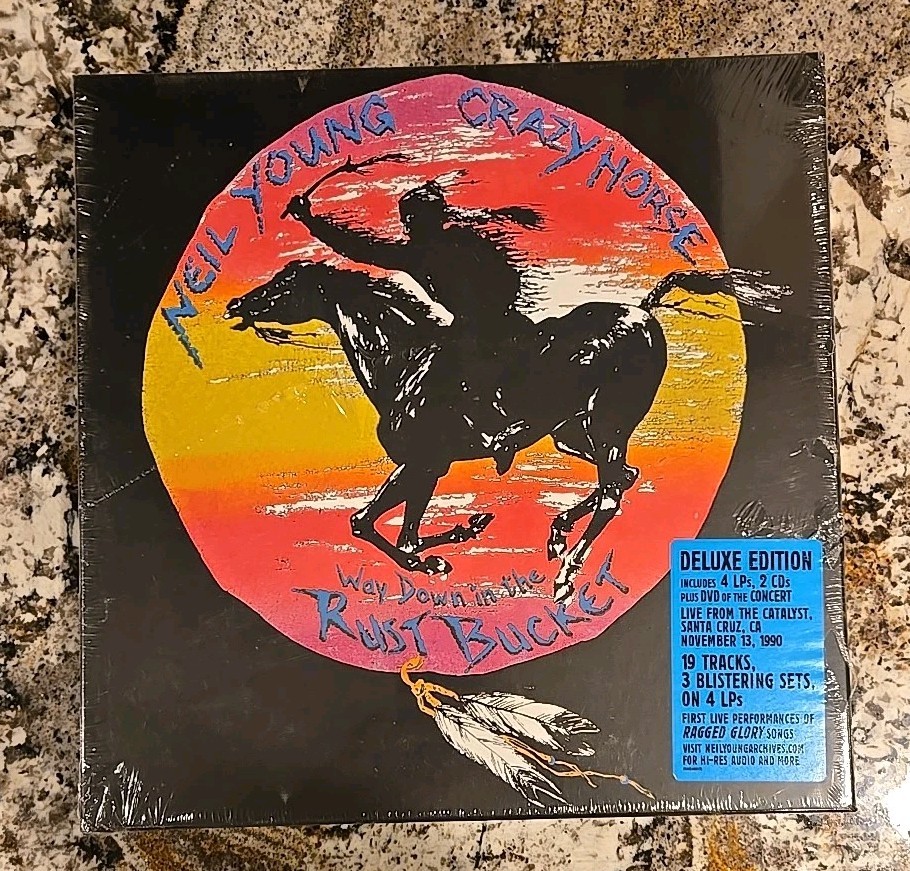 NEIL YOUNG CRAZY HORSE
Way Down in the
RUST BUCKET
DELUXE EDITION
INCLUDES 4 LPs, 2 CDs
PLUS DVD OF THE CONCERT
LIVE FROM THE CATALYST,
SANTA CRUZ, CA
NOVEMBER 13, 1990
19 TRACKS,
3 BLISTERING SETS,
ON 4 LPs
FIRST LIVE PERFORMANCES OF
RAGGED GLORY SONGS
VISIT NEILYOUNGARCHIVES.COM
FOR HI-RES AUDIO AND MORE